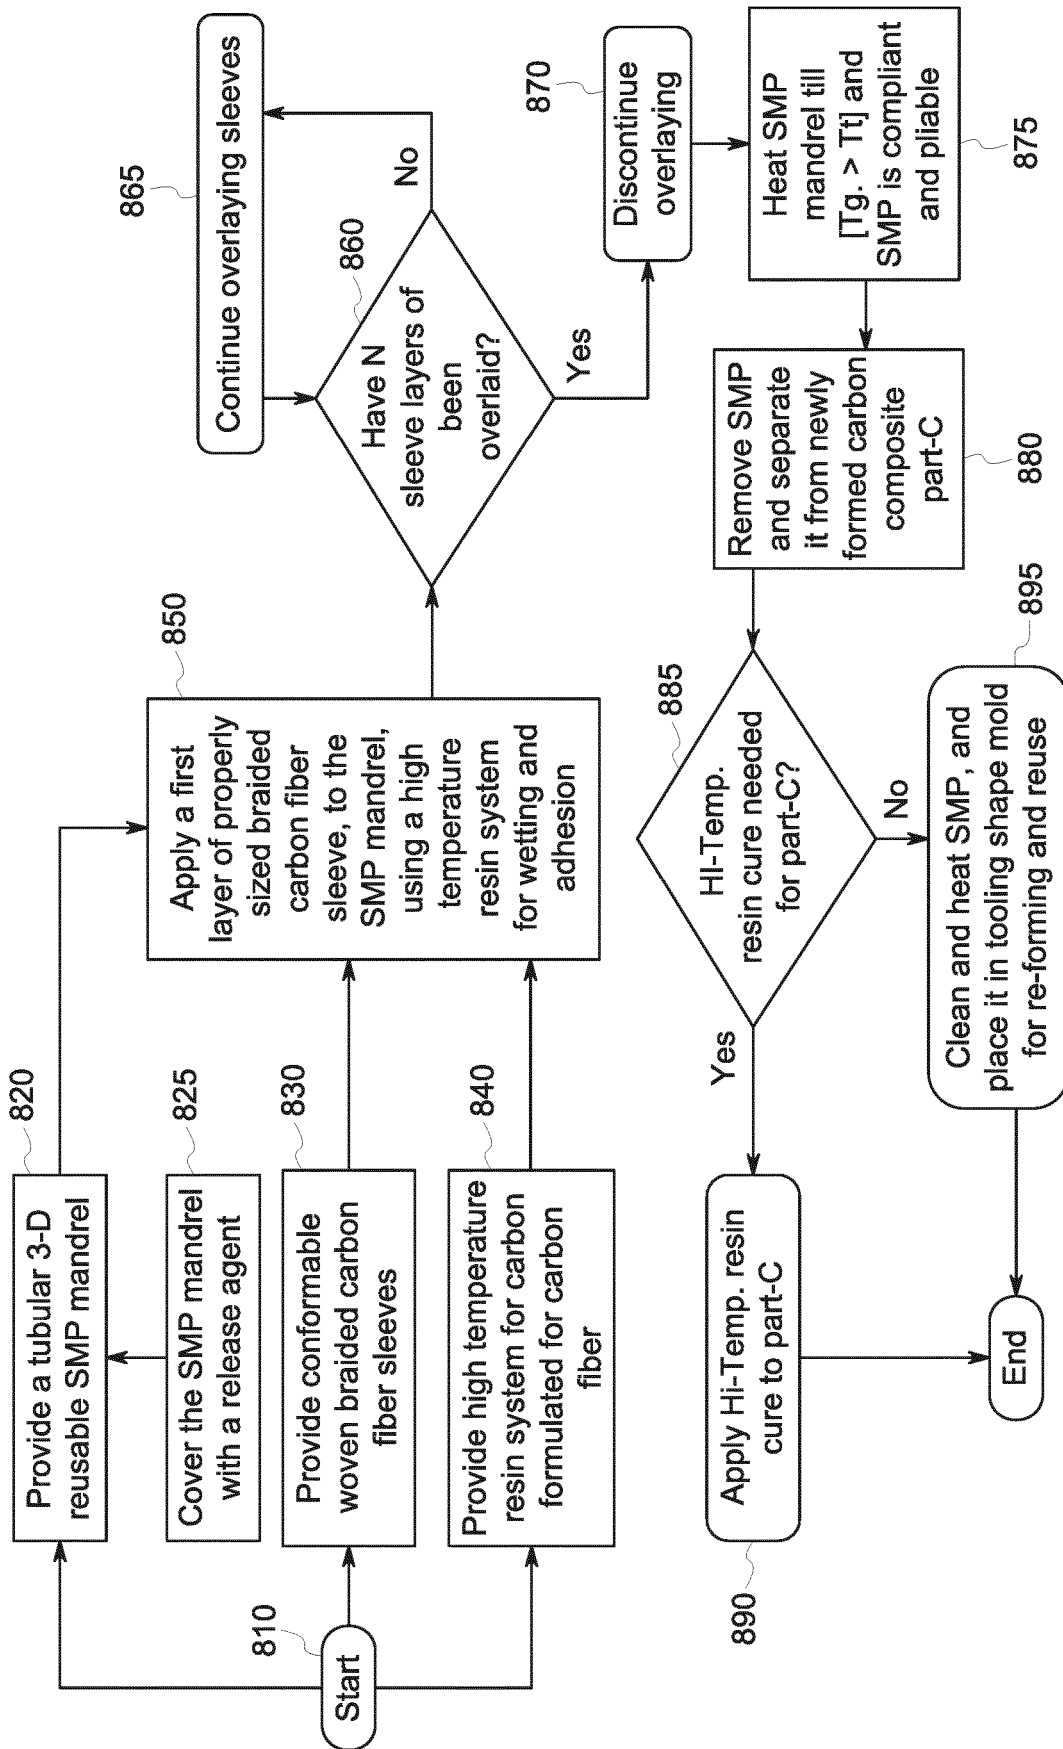 810
Start
820
Provide a tubular 3-D
reusable SMP mandrel
825
Cover the SMP mandrel
with a release agent
830
Provide conformable
woven braided carbon
fiber sleeves
840
Provide high temperature
resin system for carbon
formulated for carbon
fiber
850
Apply a first
layer of properly
sized braided
carbon fiber
sleeve, to the
SMP mandrel,
using a high
temperature
resin system
for wetting and
adhesion
860
Have N
sleeve layers of
been
overlaid?
No
Yes
865
Continue overlaying sleeves
870
Discontinue
overlaying
Heat SMP
mandrel till
[Tg. > Tt] and
SMP is compliant
and pliable
875
Remove SMP
and separate
it from newly
formed carbon
composite
part-C
880
885
HI-Temp.
resin cure needed
for part-C?
Yes
No
Apply Hi-Temp. resin
cure to part-C
890
895
Clean and heat SMP, and
place it in tooling shape mold
for re-forming and reuse
End